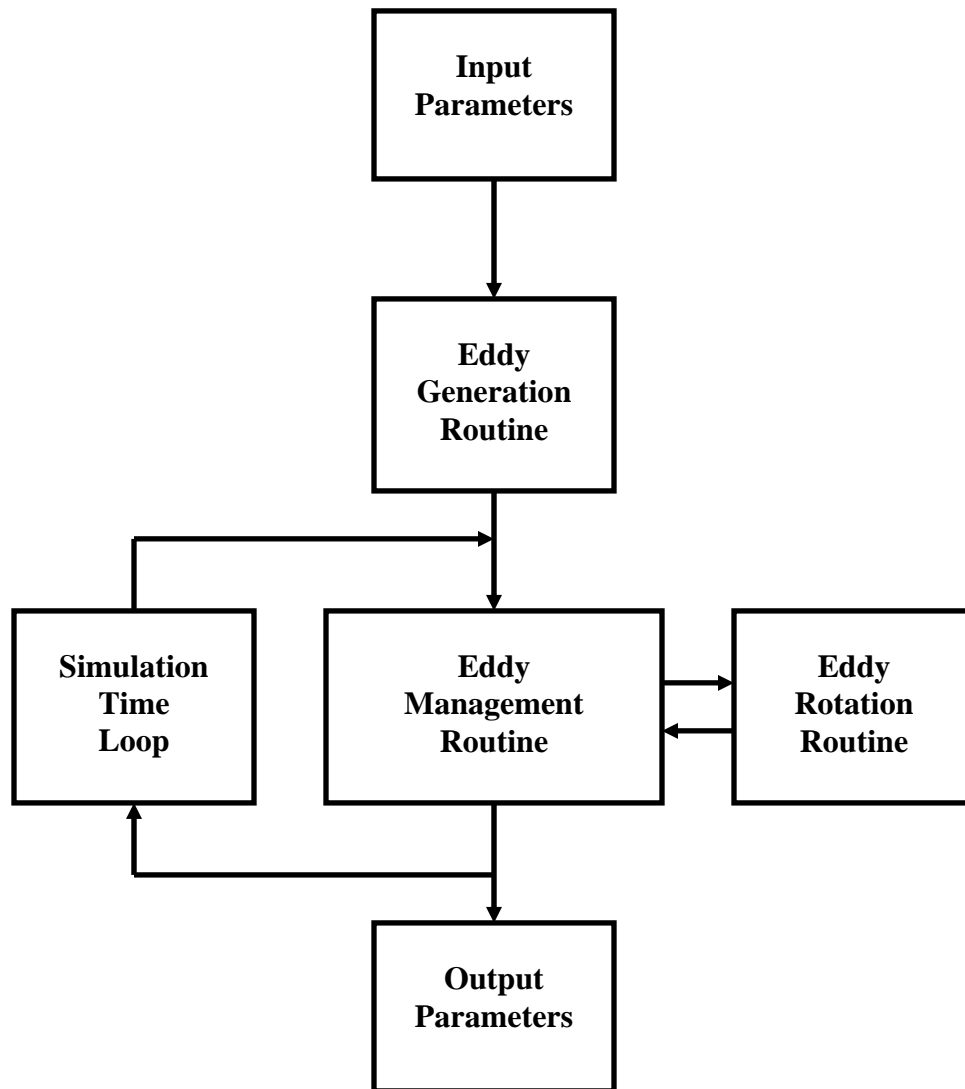 Input
Parameters
Eddy
Generation
Routine
Simulation
Time
Loop
Eddy
Management
Routine
Eddy
Rotation
Routine
Output
Parameters